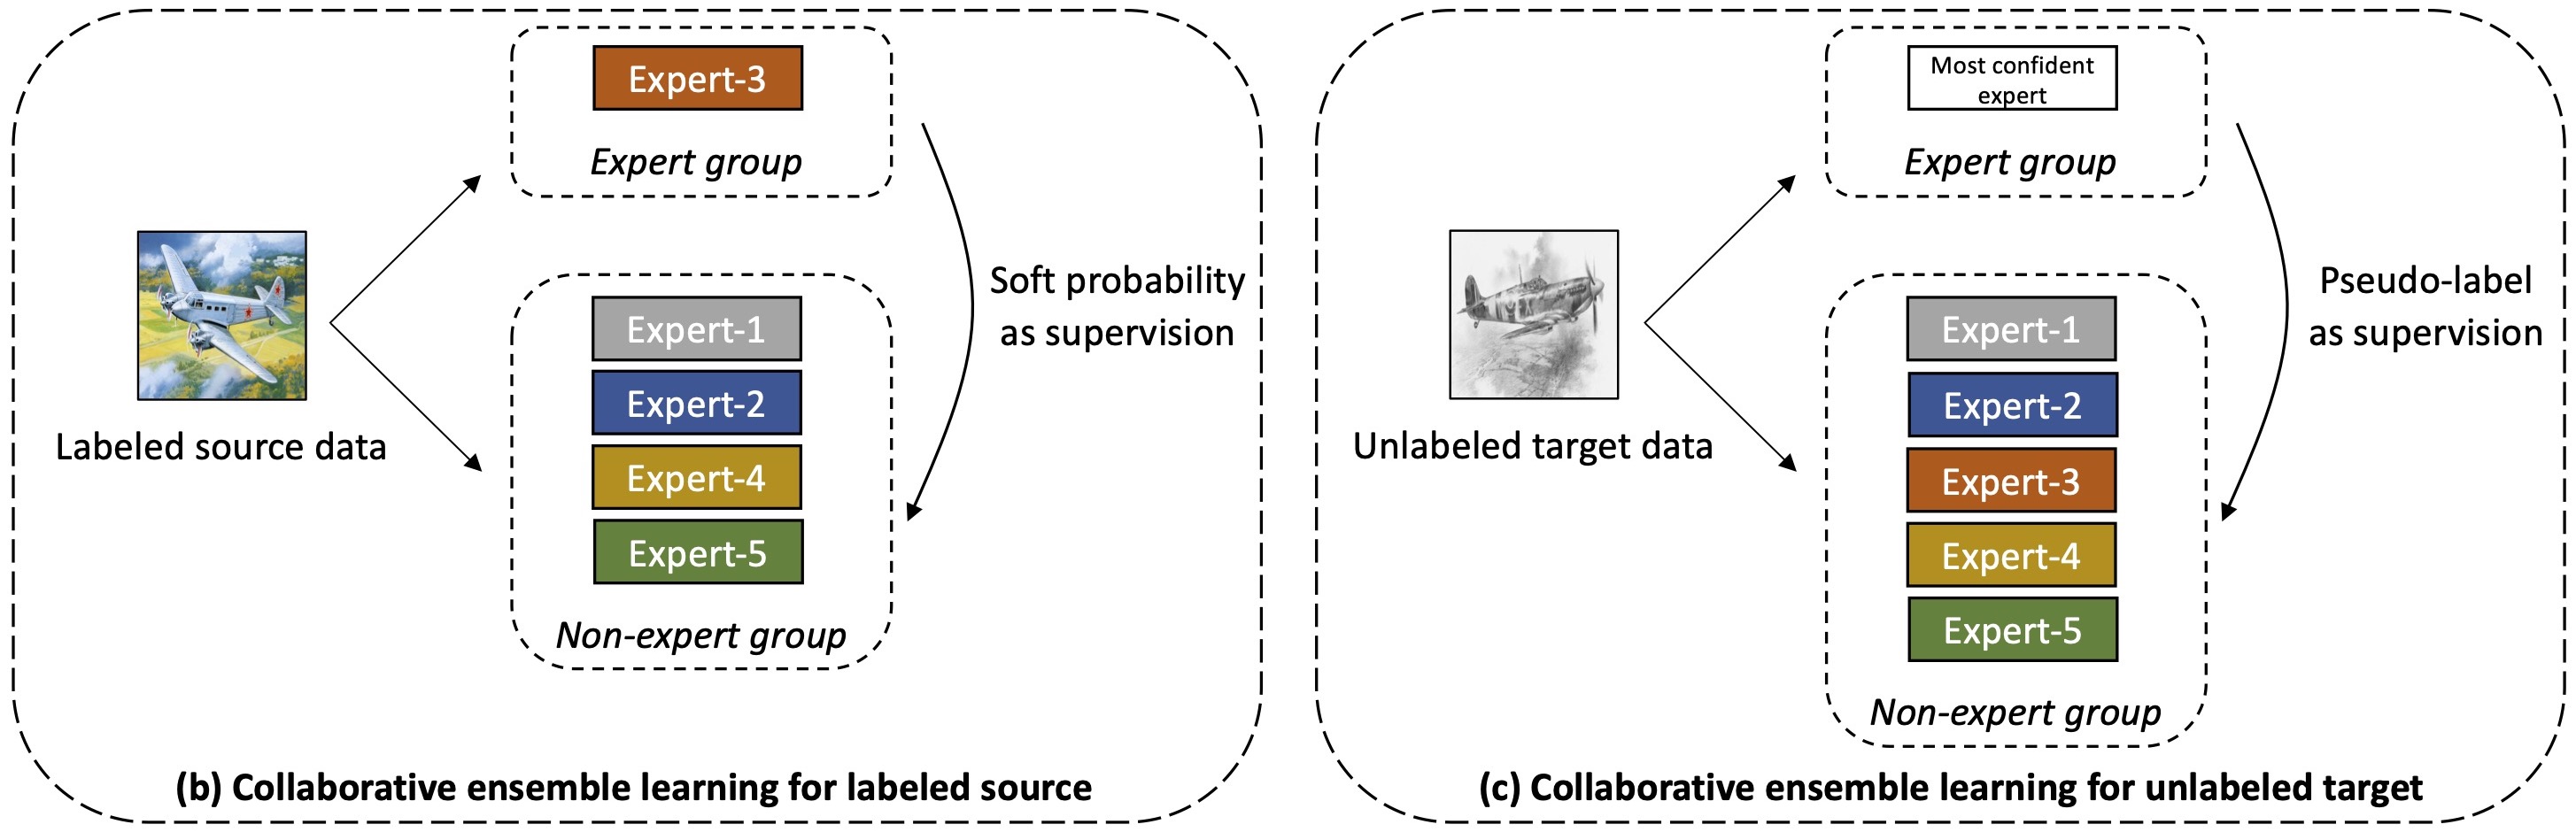 Expert-3
Expert group
Labeled source data
Expert-1
Expert-2
Expert-4
Expert-5
Non-expert group
Soft probability
as supervision
(b) Collaborative ensemble learning for labeled source
Most confident
expert
Expert group
Unlabeled target data
Expert-1
Expert-2
Expert-3
Expert-4
Expert-5
Non-expert group
Pseudo-label
as supervision
(c) Collaborative ensemble learning for unlabeled target